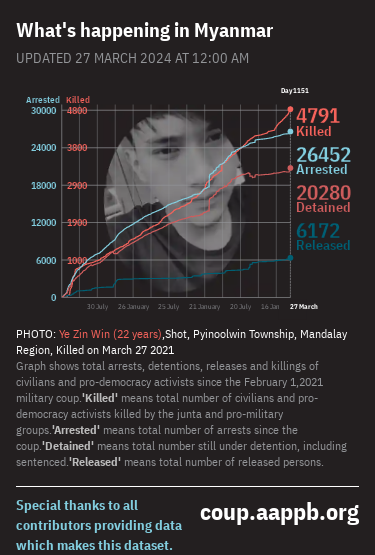 What's happening in Myanmar
UPDATED 27 MARCH 2024 AT 12:00 AM
Day1151
Arrested Killed
30000 4800
24000 3800
18000 2900
12000 1900
6000 1000
0
4791
Killed
26452
Arrested
20280
Detained
6172
Released
30 July 26 January 25 July 21 January 20 July 16 Jan 27 March
PHOTO: Ye Zin Win (22 years),Shot, Pyinoolwin Township, Mandalay
Region, Killed on March 27 2021
Graph shows total arrests, detentions, releases and killings of
civilians and pro-democracy activists since the February 1,2021
military coup.'Killed' means total number of civilians and pro-
democracy activists killed by the junta and pro-military
groups.'Arrested' means total number of arrests since the
coup.'Detained' means total number still under detention, including
sentenced.'Released' means total number of released persons.
Special thanks to all
contributors providing data
which makes this dataset.
coup.aappb.org